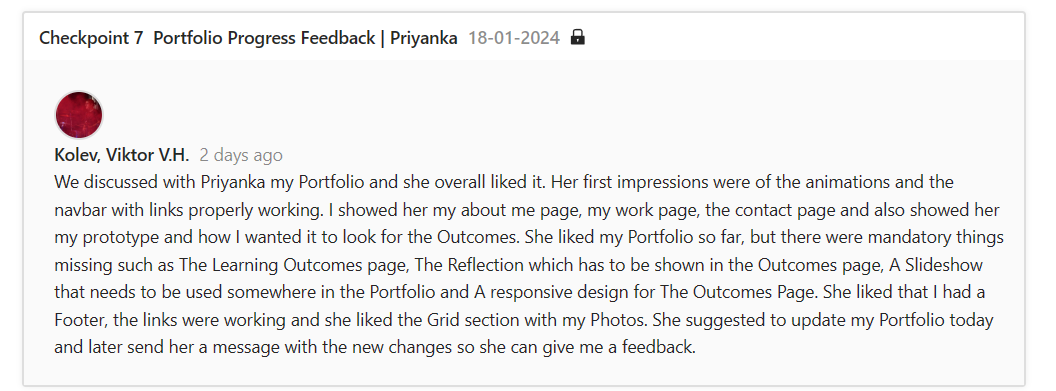 Checkpoint 7 Portfolio Progress Feedback | Priyanka 18-01-2024
Kolev, Viktor V.H. 2 days ago
We discussed with Priyanka my Portfolio and she overall liked it. Her first impressions were of the animations and the
navbar with links properly working. I showed her my about me page, my work page, the contact page and also showed her
my prototype and how I wanted it to look for the Outcomes. She liked my Portfolio so far, but there were mandatory things
missing such as The Learning Outcomes page, The Reflection which has to be shown in the Outcomes page, A Slideshow
that needs to be used somewhere in the Portfolio and A responsive design for The Outcomes Page. She liked that I had a
Footer, the links were working and she liked the Grid section with my Photos. She suggested to update my Portfolio today
and later send her a message with the new changes so she can give me a feedback.